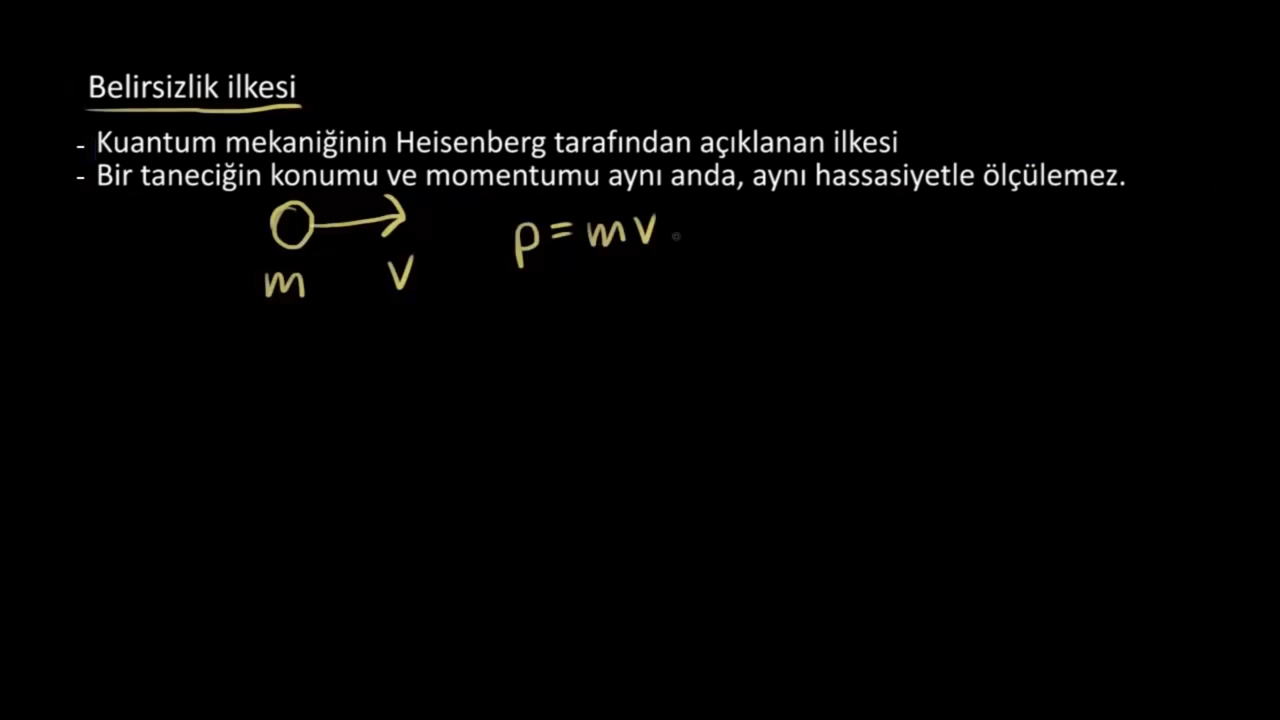 Belirsizlik ilkesi
- Kuantum mekaniğinin Heisenberg tarafından açıklanan ilkesi
- Bir taneciğin konumu ve momentumu aynı anda, aynı hassasiyetle ölçülemez.
p = mv
m v